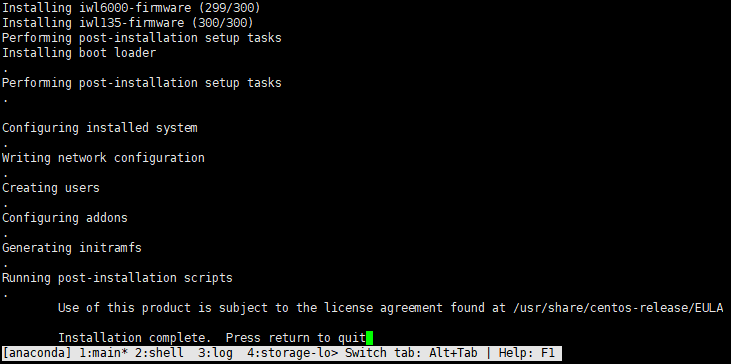 Installing iwl6000-firmware (299/300)
Installing iwl135-firmware (300/300)
Performing post-installation setup tasks
Installing boot loader
.
Performing post-installation setup tasks
.
Configuring installed system
.
Writing network configuration
.
Creating users
.
Configuring addons
.
Generating initramfs
.
Running post-installation scripts
.
Use of this product is subject to the license agreement found at /usr/share/centos-release/EULA
Installation complete.  Press return to quit
[anaconda] 1:main* 2:shell  3:log  4:storage-lo> Switch tab: Alt+Tab | Help: F1